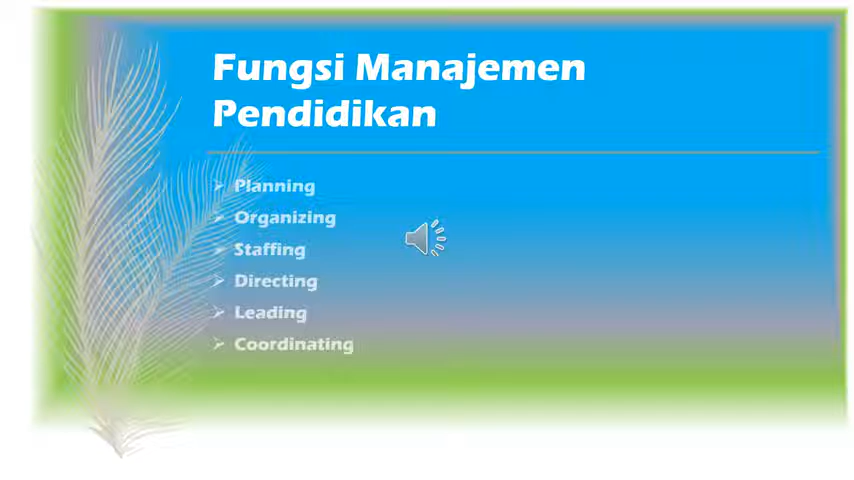 Fungsi Manajemen
Pendidikan
Planning
Organizing
Staffing
Directing
Leading
Coordinating